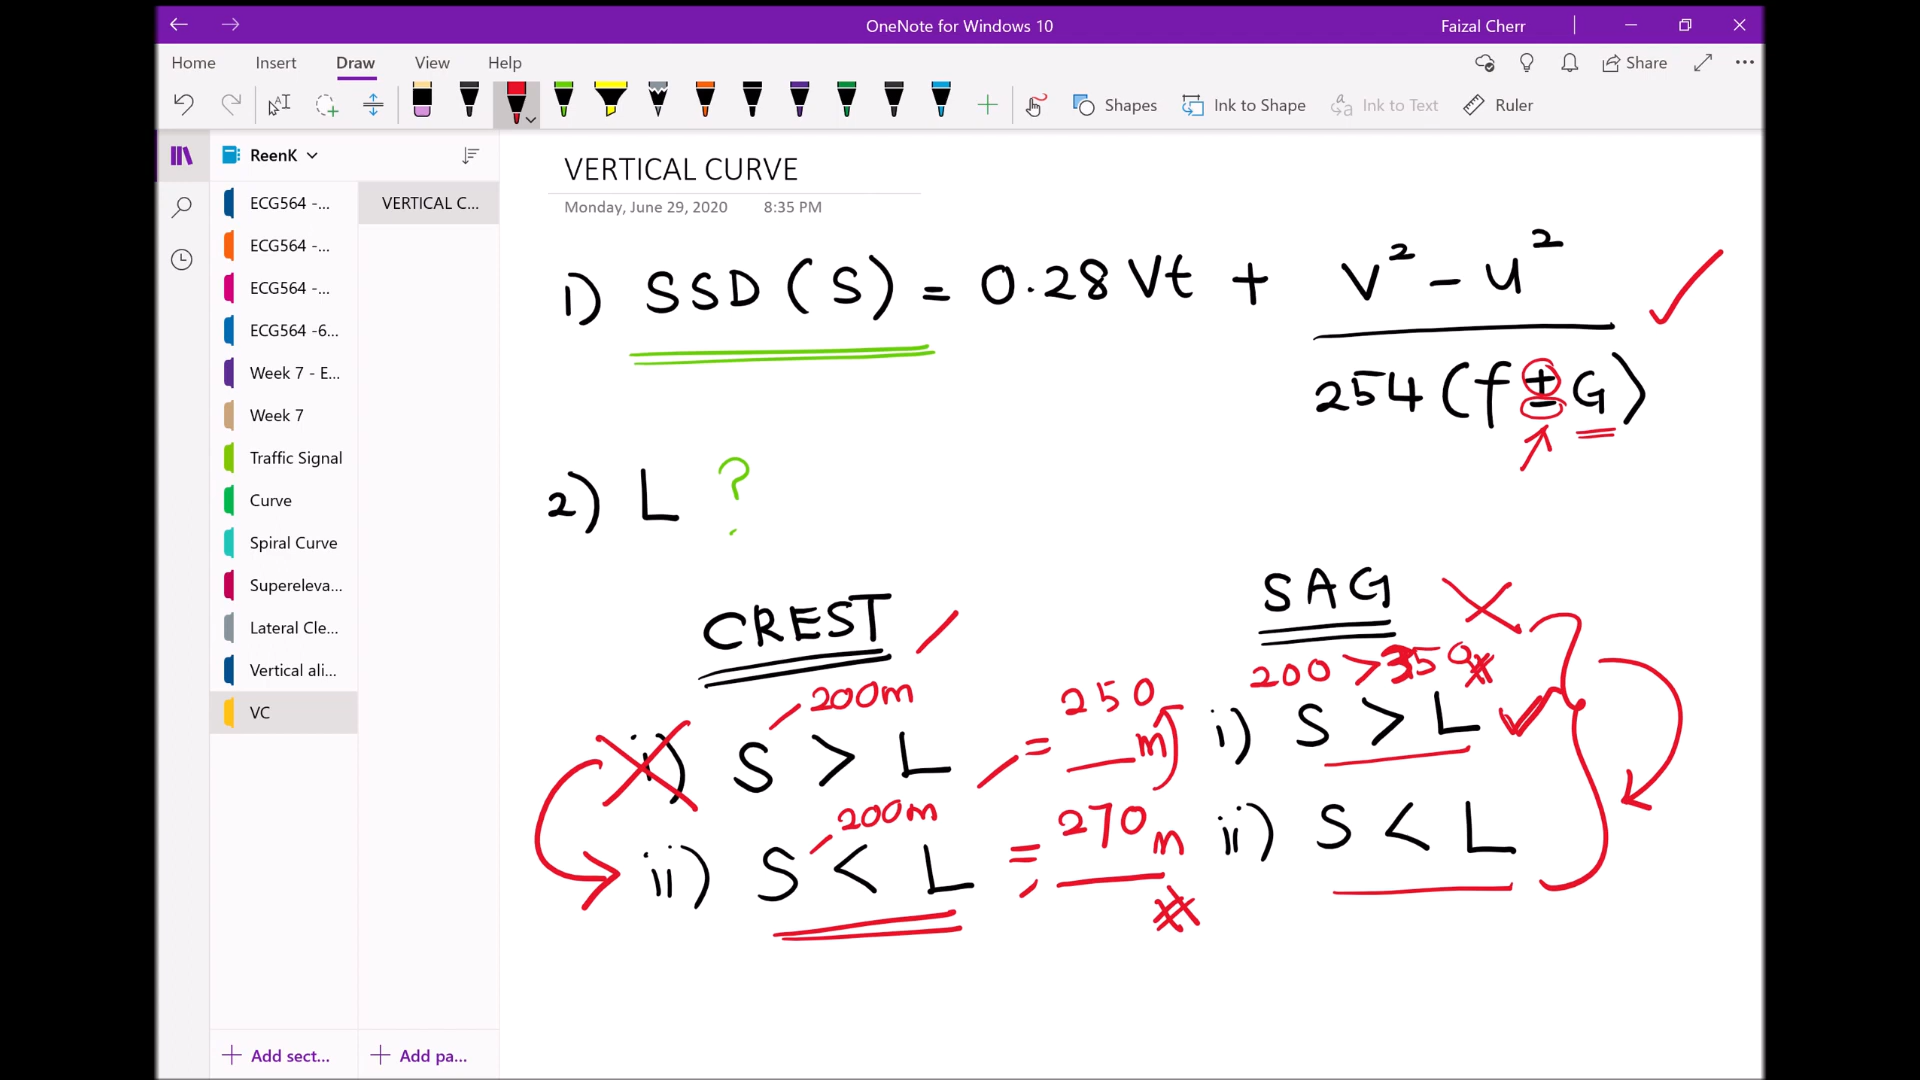 OneNote for Windows 10
Faizal Cherr
Home Insert Draw View Help
Share
Shapes
Ink to Shape
Ink to Text
Ruler
ReenK
ECG564 -...
ECG564 -...
ECG564 -...
ECG564 -6...
Week 7 - E...
Week 7
Traffic Signal
Curve
Spiral Curve
Supereleva...
Lateral Cle...
Vertical ali...
VC
Add sect...
VERTICAL C...
Add pa...
VERTICAL CURVE
Monday, June 29, 2020 8:35 PM
1) SSD (S) = 0.28 Vt + V² - U²
254 (f ± G)
2) L ?
CREST
200m
i) S > L = 250 m
200m
ii) S < L = 270 m
SAG
200 > 350
i) S > L
ii) S < L